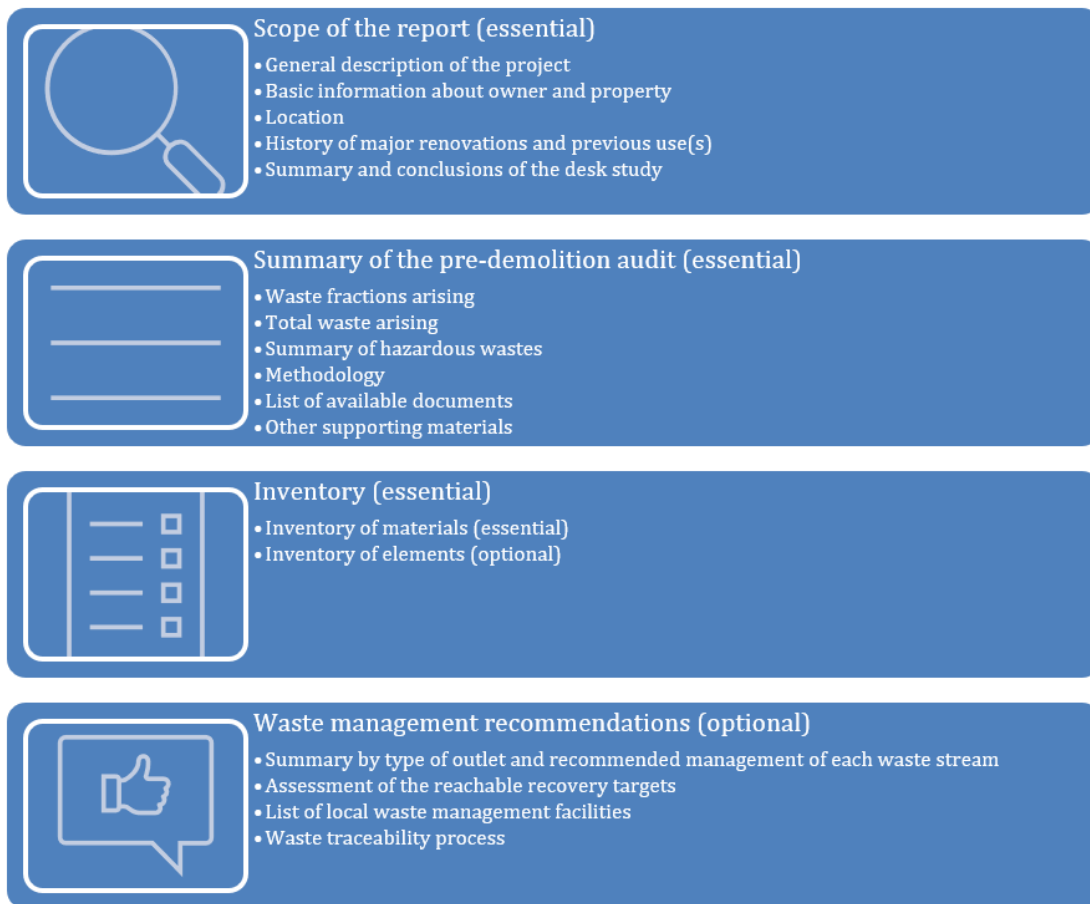 Scope of the report (essential)
• General description of the project
• Basic information about owner and property
• Location
• History of major renovations and previous use(s)
• Summary and conclusions of the desk study
Summary of the pre-demolition audit (essential)
• Waste fractions arising
• Total waste arising
• Summary of hazardous wastes
• Methodology
• List of available documents
• Other supporting materials
Inventory (essential)
• Inventory of materials (essential)
• Inventory of elements (optional)
Waste management recommendations (optional)
• Summary by type of outlet and recommended management of each waste stream
• Assessment of the reachable recovery targets
• List of local waste management facilities
• Waste traceability process